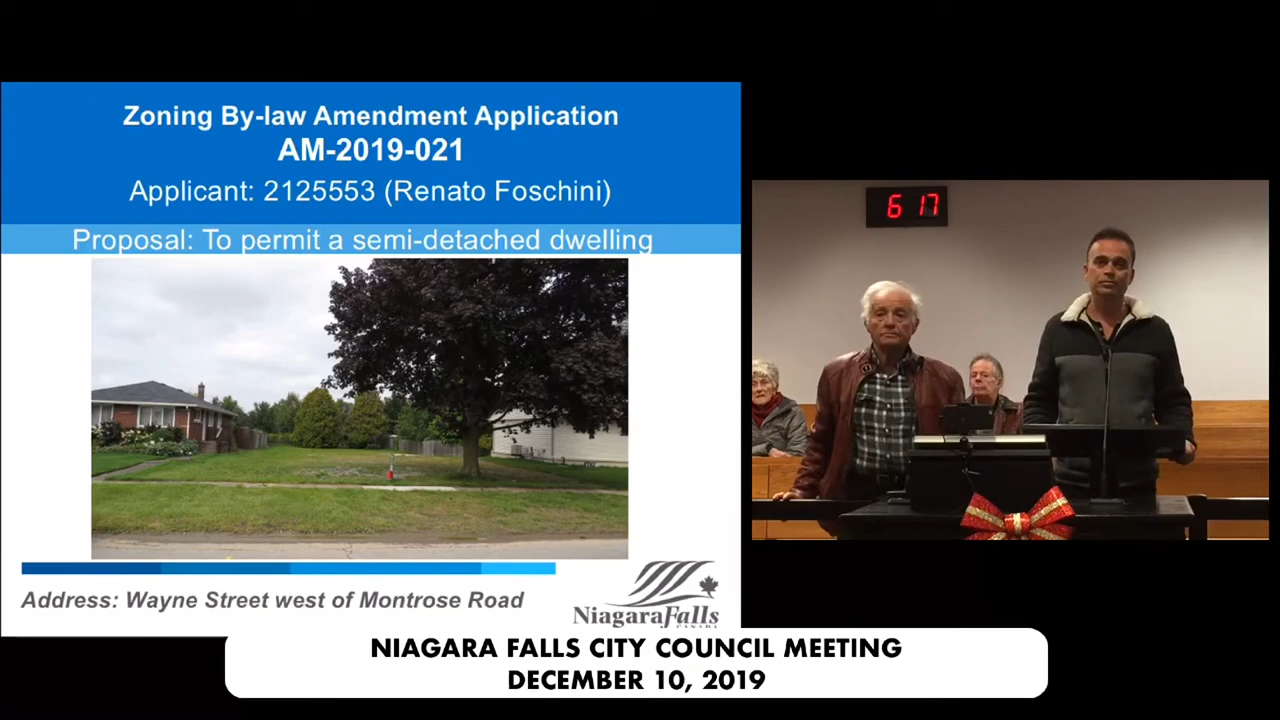 Zoning By-law Amendment Application
AM-2019-021
Applicant: 2125553 (Renato Foschini)
Proposal: To permit a semi-detached dwelling
6 17
Address: Wayne Street west of Montrose Road
NiagaraFalls
CANADA
NIAGARA FALLS CITY COUNCIL MEETING
DECEMBER 10, 2019